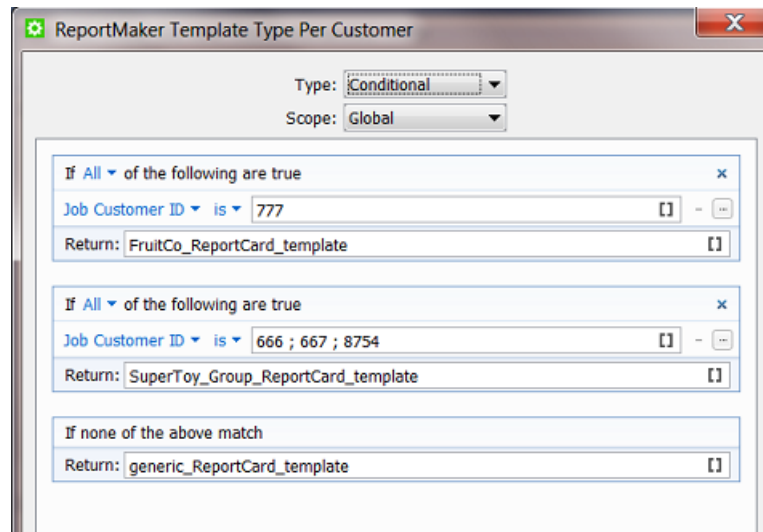 ReportMaker Template Type Per Customer
Type: Conditional
Scope: Global
If All of the following are true
Job Customer ID is 777
Return: FruitCo_ReportCard_template
If All of the following are true
Job Customer ID is 666 ; 667 ; 8754
Return: SuperToy_Group_ReportCard_template
If none of the above match
Return: generic_ReportCard_template